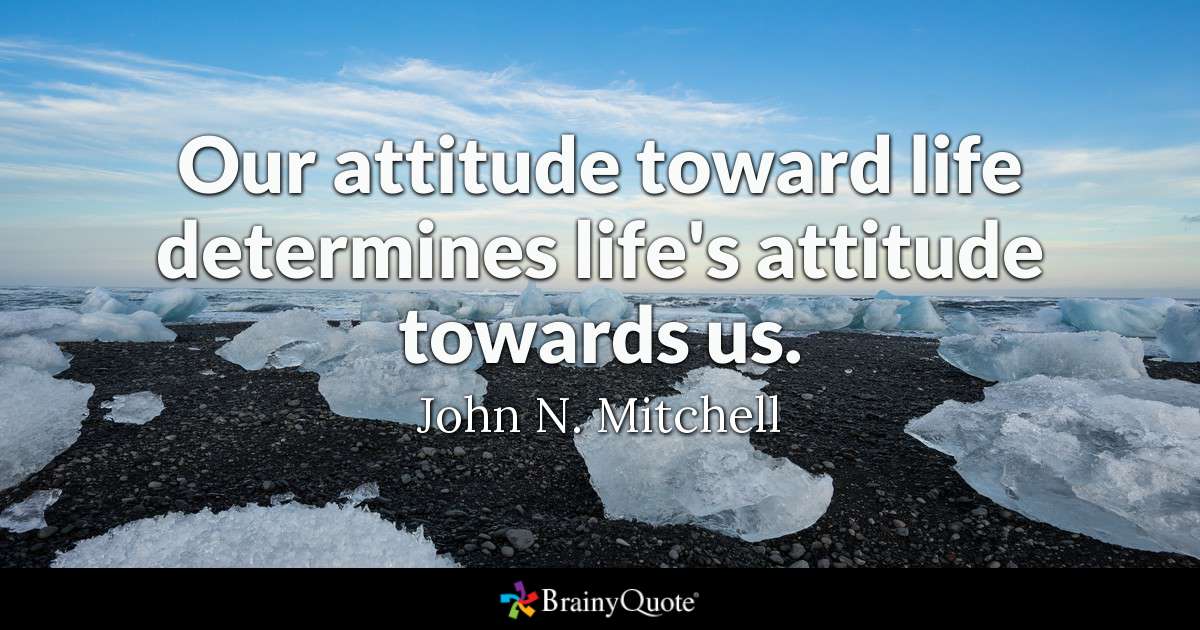 Our attitude toward life
determines life's attitude
towards us.
John N. Mitchell
BrainyQuote®